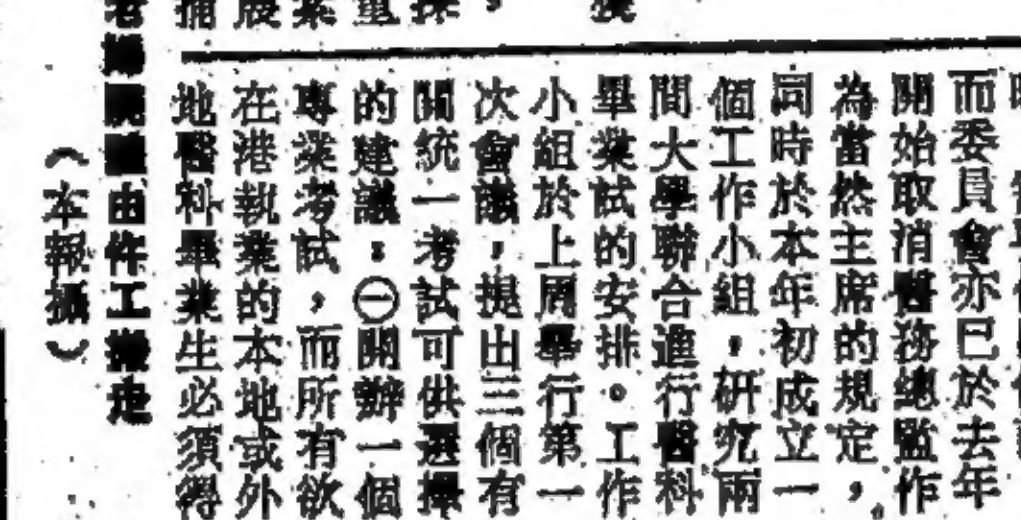 而委員會亦已於去年
開始取消醫務總監作
為當然主席的規定，
同時於本年初成立一
個工作小組，研究兩
間大學聯合進行醫科
畢業試的安排。工作
小組於上周舉行第一
次會議，提出三個有
關統一考試可供選擇
的建議：㊀開辦一個
專業考試，而所有欲
在港執業的本地或外
地醫科畢業生必須得
由仵工搬走
（本報攝）